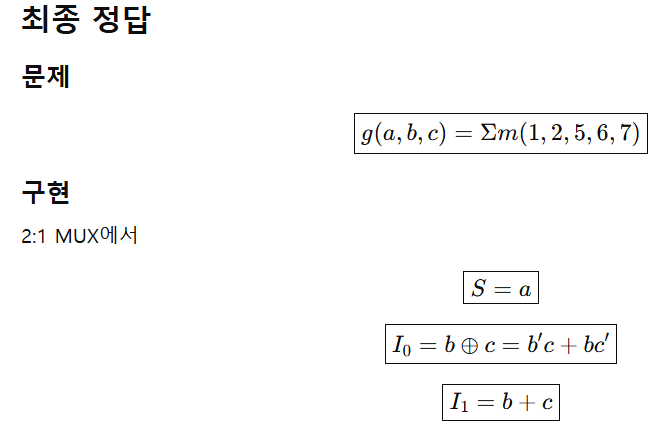 최종 정답
문제
g(a, b, c) = Σm(1, 2, 5, 6, 7)
구현
2:1 MUX에서
S = a
I₀ = b ⊕ c = b′c + bc′
I₁ = b + c